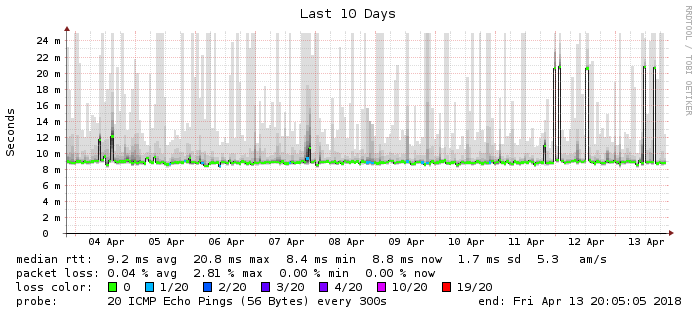 Last 10 Days
RRDTOOL / TOBI OETIKER
Seconds
24 m
22 m
20 m
18 m
16 m
14 m
12 m
10 m
8 m
6 m
4 m
2 m
0
04 Apr 05 Apr 06 Apr 07 Apr 08 Apr 09 Apr 10 Apr 11 Apr 12 Apr 13 Apr
median rtt: 9.2 ms avg 20.8 ms max 8.4 ms min 8.8 ms now 1.7 ms sd 5.3 am/s
packet loss: 0.04 % avg 2.81 % max 0.00 % min 0.00 % now
loss color: 0 1/20 2/20 3/20 4/20 10/20 19/20
probe: 20 ICMP Echo Pings (56 Bytes) every 300s end: Fri Apr 13 20:05:05 2018